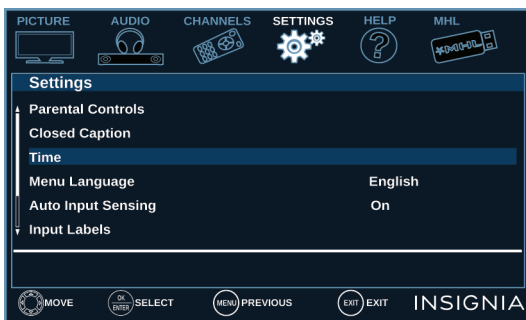 PICTURE AUDIO CHANNELS SETTINGS HELP MHL
MHL
Settings
Parental Controls
Closed Caption
Time
Menu Language English
Auto Input Sensing On
Input Labels
MOVE OK ENTER SELECT MENU PREVIOUS EXIT EXIT INSIGNIA